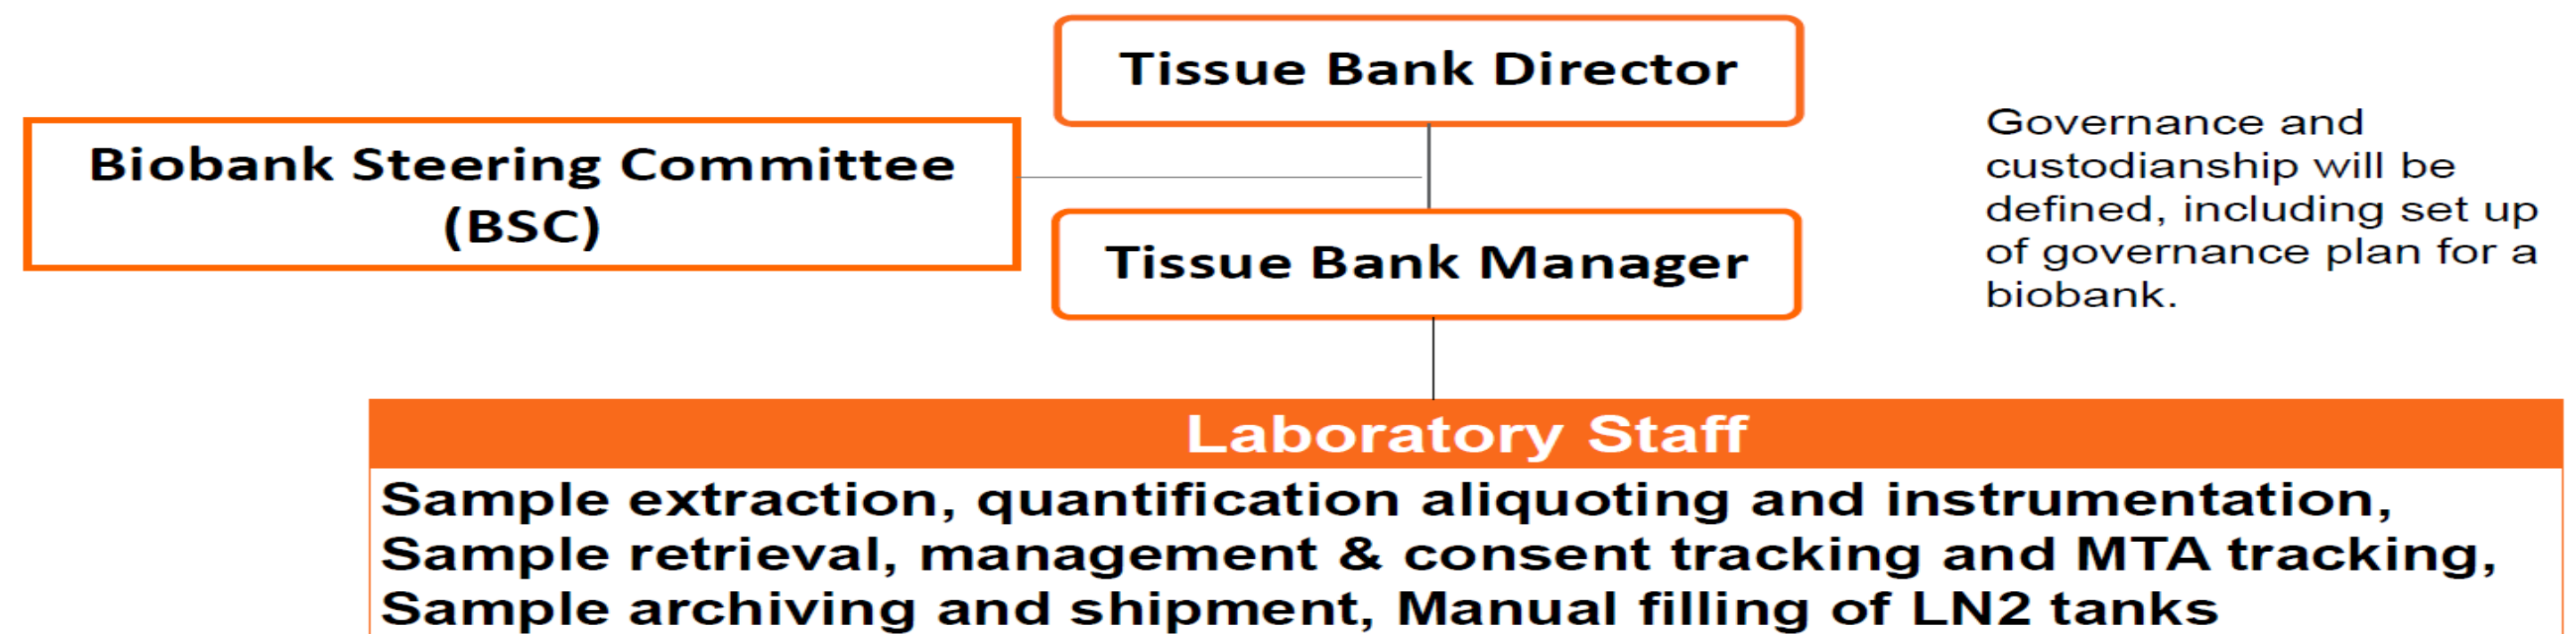 Tissue Bank Director
Biobank Steering Committee
(BSC)
Tissue Bank Manager
Governance and
custodianship will be
defined, including set up
of governance plan for a
biobank.
Laboratory Staff
Sample extraction, quantification aliquoting and instrumentation,
Sample retrieval, management & consent tracking and MTA tracking,
Sample archiving and shipment, Manual filling of LN2 tanks